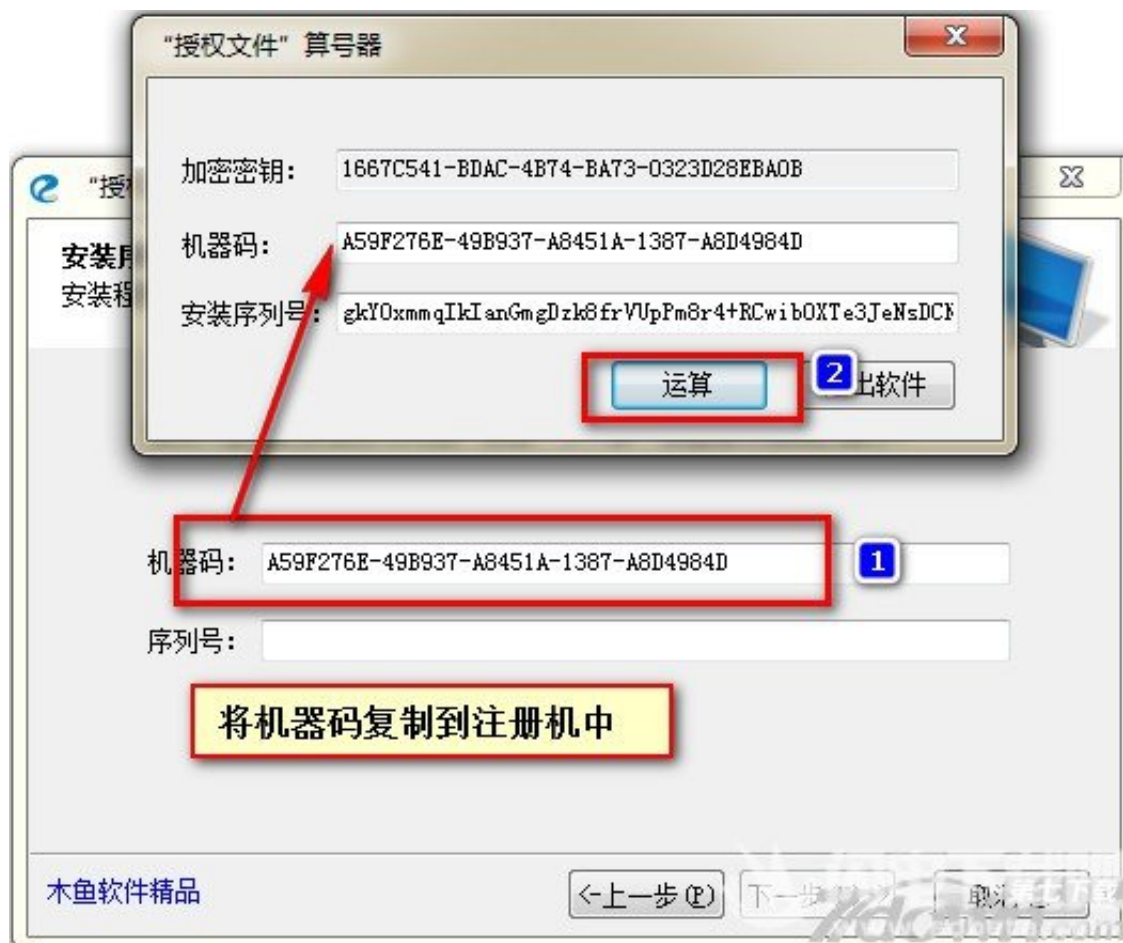 “授权文件” 算号器
加密密钥：
1667C541-BDAC-4B74-BA73-0323D28EBA0B
机器码：
A59F276E-49B937-A8451A-1387-A8D4984D
安装序列号：
gkYOxmmqIkIanGmgDzk8frVUpPm8r4+RCwibOXTe3JeNsDCN
运算
2
出软件
“授
安装
安装程
机器码：
A59F276E-49B937-A8451A-1387-A8D4984D
1
序列号：
将机器码复制到注册机中
木鱼软件精品
<-上一步(P)
下一步
取